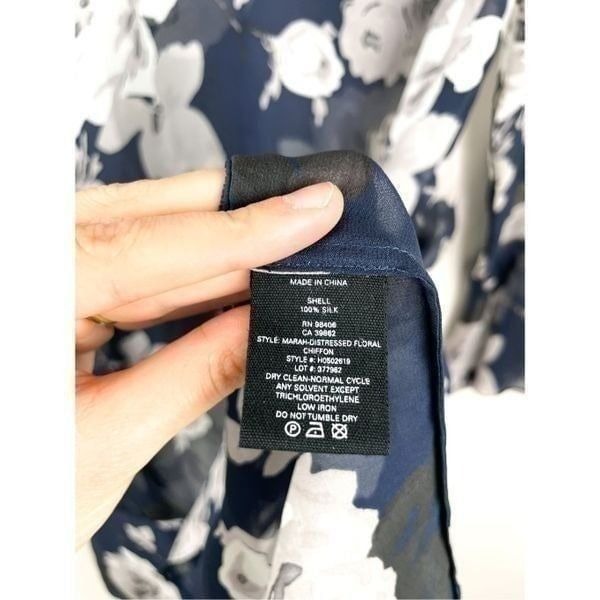 MADE IN CHINA
SHELL
100% SILK
RN 98406
CA 39862
STYLE: MARAH-DISTRESSED FLORAL
CHIFFON
STYLE #: H0502619
LOT #: 377962
DRY CLEAN-NORMAL CYCLE
ANY SOLVENT EXCEPT
TRICHLOROETHYLENE
LOW IRON
DO NOT TUMBLE DRY
P